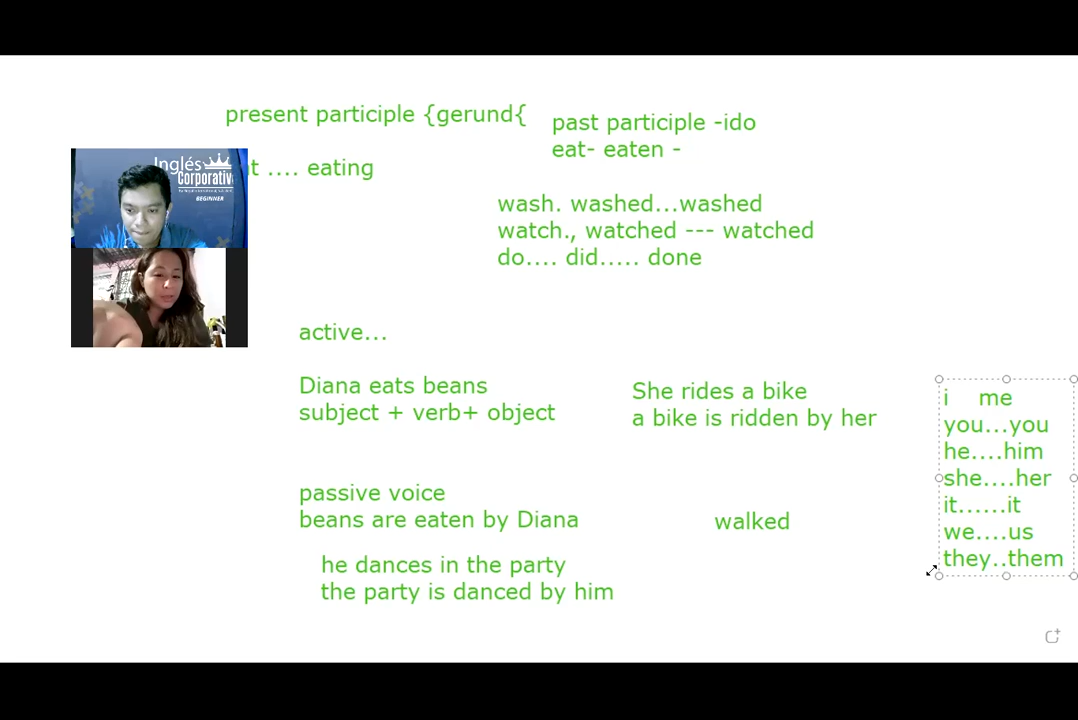 present participle {gerund{
past participle -ido
eat- eaten -
.... eating
Inglés
Corporativ
BEGINNER
wash. washed...washed
watch., watched --- watched
do.... did..... done
active...
Diana eats beans
subject + verb+ object
She rides a bike
a bike is ridden by her
i me
you...you
he....him
she....her
it......it
we....us
they..them
passive voice
beans are eaten by Diana
walked
he dances in the party
the party is danced by him